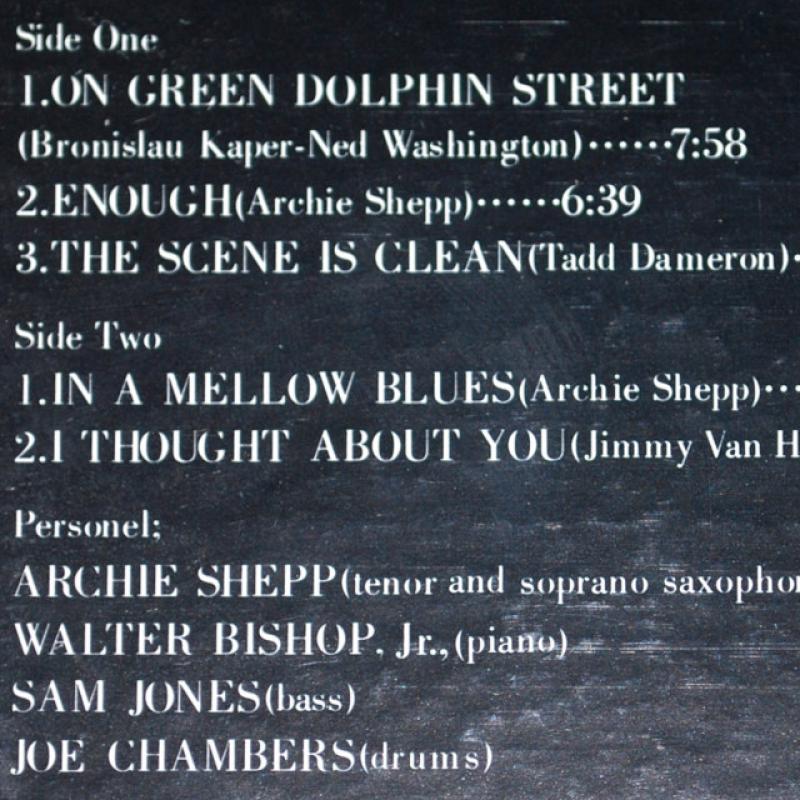 Side One
1.ON GREEN DOLPHIN STREET
(Bronislau Kaper-Ned Washington)······7:58
2.ENOUGH(Archie Shepp)······6:39
3.THE SCENE IS CLEAN(Tadd Dameron)·
Side Two
1.IN A MELLOW BLUES(Archie Shepp)···
2.I THOUGHT ABOUT YOU(Jimmy Van H
Personel;
ARCHIE SHEPP(tenor and soprano saxopho
WALTER BISHOP, Jr.,(piano)
SAM JONES(bass)
JOE CHAMBERS(drums)